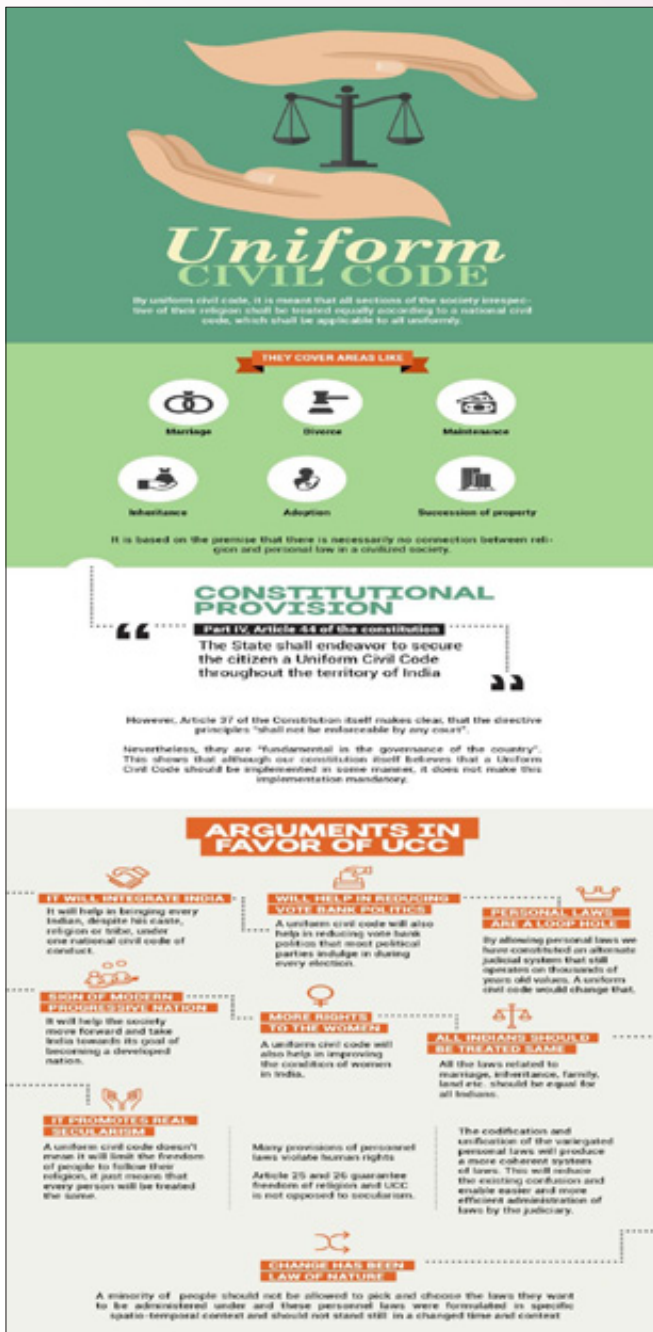 Uniform
CIVIL CODE
By uniform civil code, it is meant that all sections of the society irrespec-
tive of their religion shall be treated equally according to a national civil
code, which shall be applicable to all uniformly.
THEY COVER AREAS LIKE
Marriage
Divorce
Maintenance
Inheritance
Adoption
Succession of property
It is based on the premise that there is necessarily no connection between reli-
gion and personal law in a civilized society.
CONSTITUTIONAL
PROVISION
“
Part IV, Article 44 of the constitution
The State shall endeavor to secure
the citizen a Uniform Civil Code
throughout the territory of India
”
However, Article 37 of the Constitution itself makes clear, that the directive
principles "shall not be enforceable by any court".
Nevertheless, they are "fundamental in the governance of the country".
This shows that although our constitution itself believes that a Uniform
Civil Code should be implemented in some manner, it does not make this
implementation mandatory.
ARGUMENTS IN
FAVOR OF UCC
IT WILL INTEGRATE INDIA
It will help in bringing every
Indian, despite his caste,
religion or tribe, under
one national civil code of
conduct.
WILL HELP IN REDUCING
VOTE BANK POLITICS
A uniform civil code will also
help in reducing vote bank
politics that most political
parties indulge in during
every election.
PERSONAL LAWS
ARE A LOOP HOLE
By allowing personal laws we
have constituted an alternate
judicial system that still
operates on thousands of
years old values. A uniform
civil code would change that.
SIGN OF MODERN
PROGRESSIVE NATION
It will help the society
move forward and take
India towards its goal of
becoming a developed
nation.
MORE RIGHTS
TO THE WOMEN
A uniform civil code will
also help in improving
the condition of women
in India.
ALL INDIANS SHOULD
BE TREATED SAME
All the laws related to
marriage, inheritance, family,
land etc. should be equal for
all Indians.
IT PROMOTES REAL
SECULARISM
A uniform civil code doesn't
mean it will limit the freedom
of people to follow their
religion, it just means that
every person will be treated
the same.
Many provisions of personnel
laws violate human rights
Article 25 and 26 guarantee
freedom of religion and UCC
is not opposed to secularism.
The codification and
unification of the variegated
personal laws will produce
a more coherent system
of laws. This will reduce
the existing confusion and
enable easier and more
efficient administration of
laws by the judiciary.
CHANGE HAS BEEN
LAW OF NATURE
A minority of people should not be allowed to pick and choose the laws they want
to be administered under and these personnel laws were formulated in specific
spatio-temporal context and should not stand still in a changed time and context